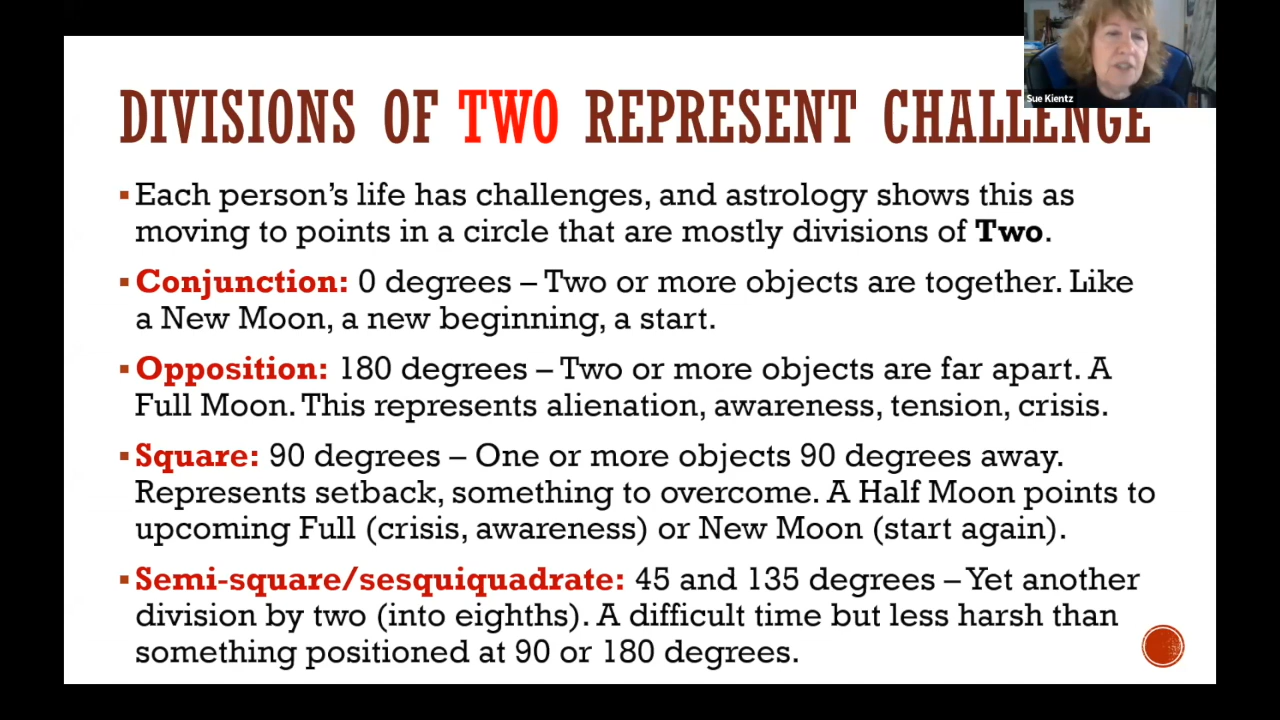 Sue Kientz
DIVISIONS OF TWO REPRESENT CHALLENGE
▪Each person's life has challenges, and astrology shows this as
moving to points in a circle that are mostly divisions of Two.
▪Conjunction: 0 degrees – Two or more objects are together. Like
a New Moon, a new beginning, a start.
▪Opposition: 180 degrees – Two or more objects are far apart. A
Full Moon. This represents alienation, awareness, tension, crisis.
▪Square: 90 degrees – One or more objects 90 degrees away.
Represents setback, something to overcome. A Half Moon points to
upcoming Full (crisis, awareness) or New Moon (start again).
▪Semi-square/sesquiquadrate: 45 and 135 degrees – Yet another
division by two (into eighths). A difficult time but less harsh than
something positioned at 90 or 180 degrees.